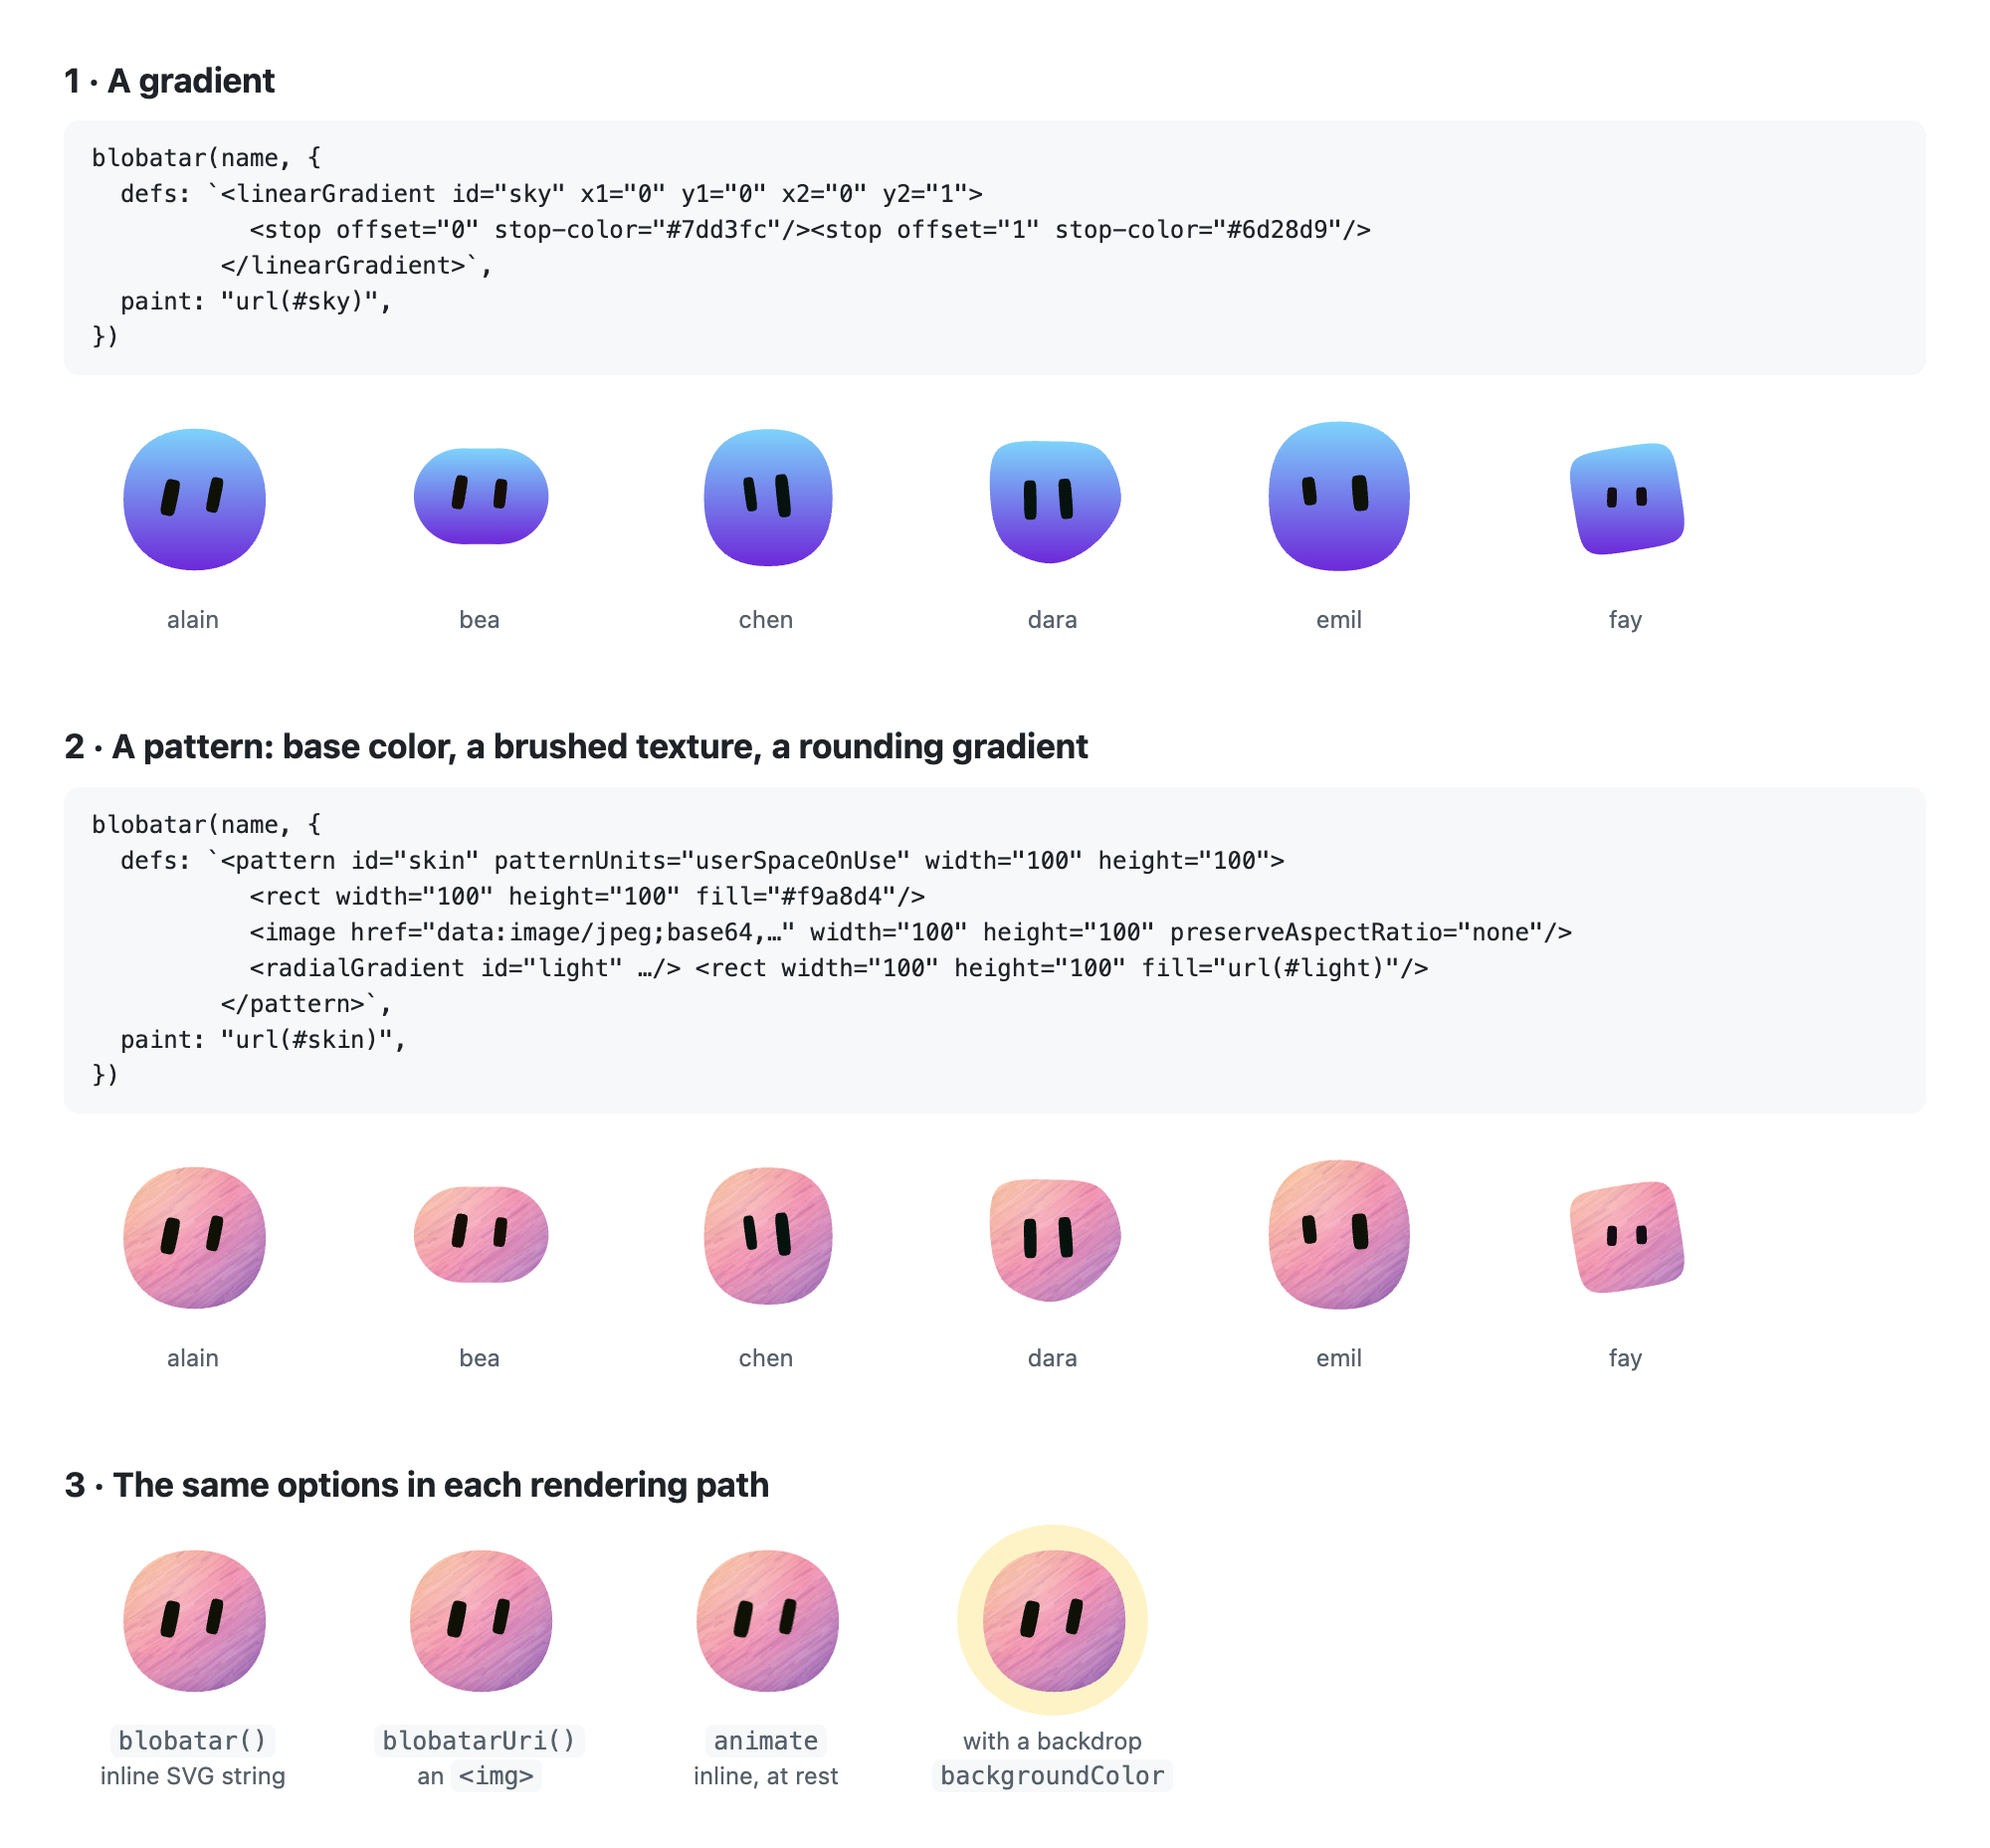 1 · A gradient
blobatar(name, {
  defs: `<linearGradient id="sky" x1="0" y1="0" x2="0" y2="1">
           <stop offset="0" stop-color="#7dd3fc"/><stop offset="1" stop-color="#6d28d9"/>
         </linearGradient>`,
  paint: "url(#sky)",
})
alain bea chen dara emil fay
2 · A pattern: base color, a brushed texture, a rounding gradient
blobatar(name, {
  defs: `<pattern id="skin" patternUnits="userSpaceOnUse" width="100" height="100">
           <rect width="100" height="100" fill="#f9a8d4"/>
           <image href="data:image/jpeg;base64,…" width="100" height="100" preserveAspectRatio="none"/>
           <radialGradient id="light" …/> <rect width="100" height="100" fill="url(#light)"/>
         </pattern>`,
  paint: "url(#skin)",
})
alain bea chen dara emil fay
3 · The same options in each rendering path
blobatar()
inline SVG string
blobatarUri()
an <img>
animate
inline, at rest
with a backdrop
backgroundColor